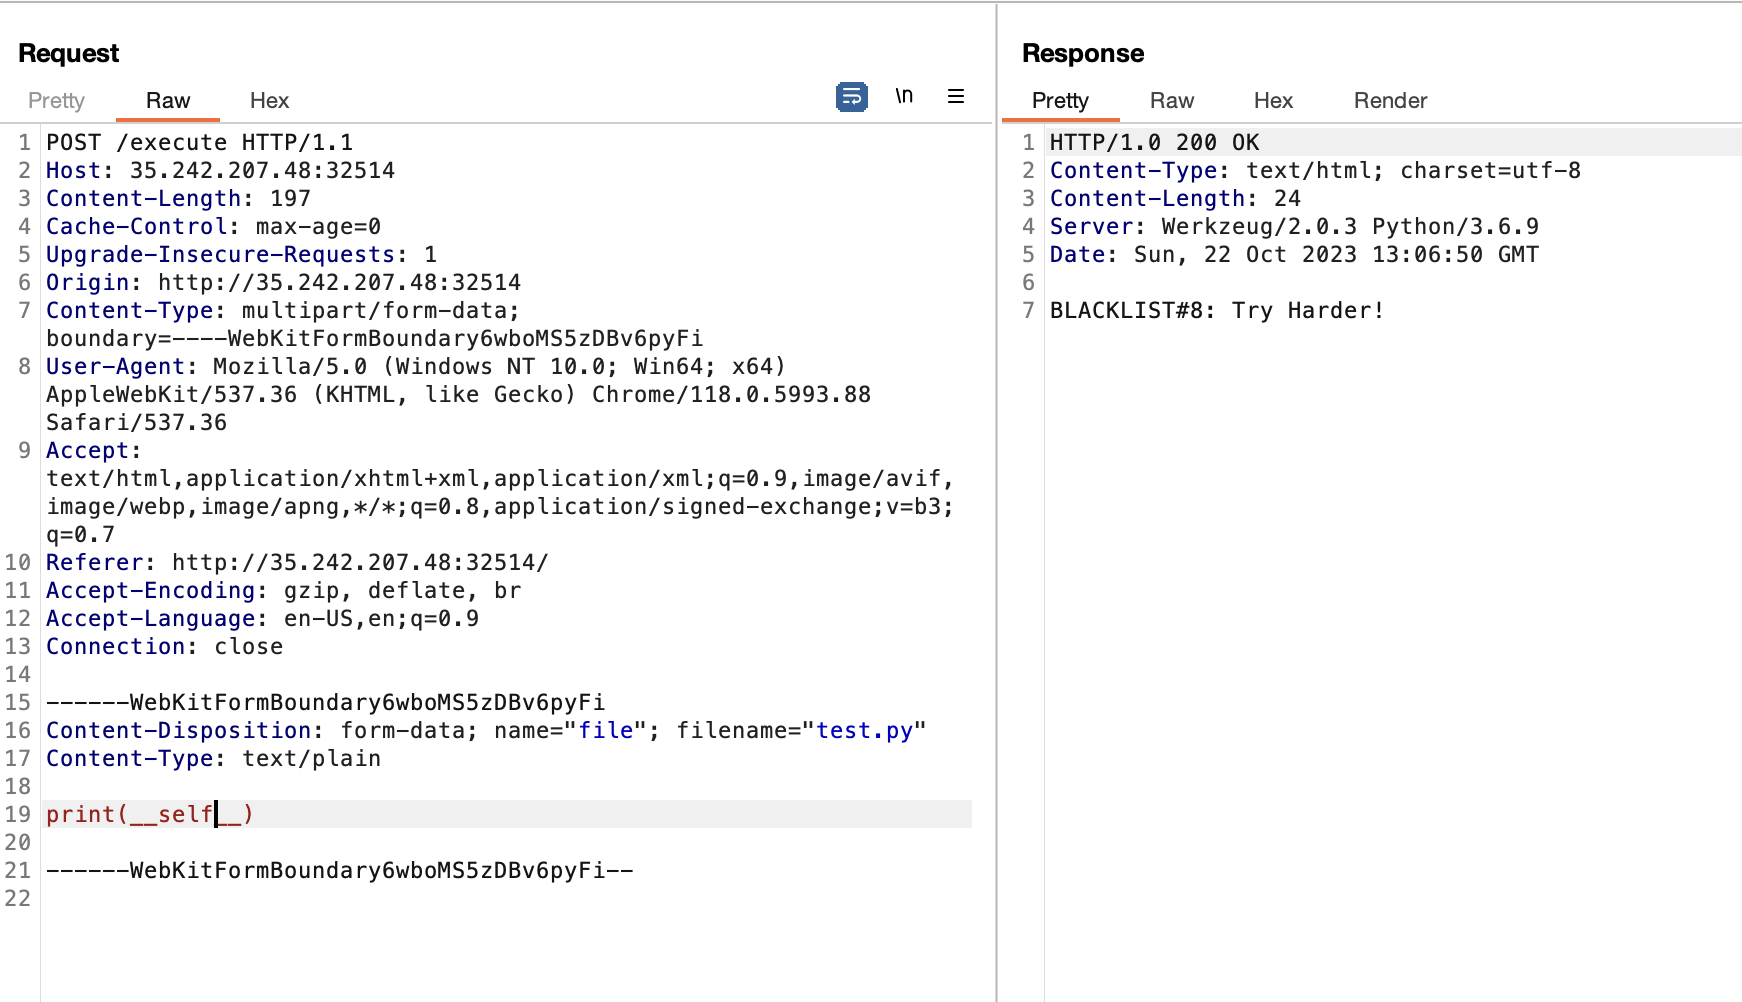 Request
Pretty Raw Hex \n
1 POST /execute HTTP/1.1
2 Host: 35.242.207.48:32514
3 Content-Length: 197
4 Cache-Control: max-age=0
5 Upgrade-Insecure-Requests: 1
6 Origin: http://35.242.207.48:32514
7 Content-Type: multipart/form-data;
boundary=----WebKitFormBoundary6wboMS5zDBv6pyFi
8 User-Agent: Mozilla/5.0 (Windows NT 10.0; Win64; x64)
AppleWebKit/537.36 (KHTML, like Gecko) Chrome/118.0.5993.88
Safari/537.36
9 Accept:
text/html,application/xhtml+xml,application/xml;q=0.9,image/avif,
image/webp,image/apng,*/*;q=0.8,application/signed-exchange;v=b3;
q=0.7
10 Referer: http://35.242.207.48:32514/
11 Accept-Encoding: gzip, deflate, br
12 Accept-Language: en-US,en;q=0.9
13 Connection: close
14
15 ------WebKitFormBoundary6wboMS5zDBv6pyFi
16 Content-Disposition: form-data; name="file"; filename="test.py"
17 Content-Type: text/plain
18
19 print(__self__)
20
21 ------WebKitFormBoundary6wboMS5zDBv6pyFi--
22
Response
Pretty Raw Hex Render
1 HTTP/1.0 200 OK
2 Content-Type: text/html; charset=utf-8
3 Content-Length: 24
4 Server: Werkzeug/2.0.3 Python/3.6.9
5 Date: Sun, 22 Oct 2023 13:06:50 GMT
6
7 BLACKLIST#8: Try Harder!